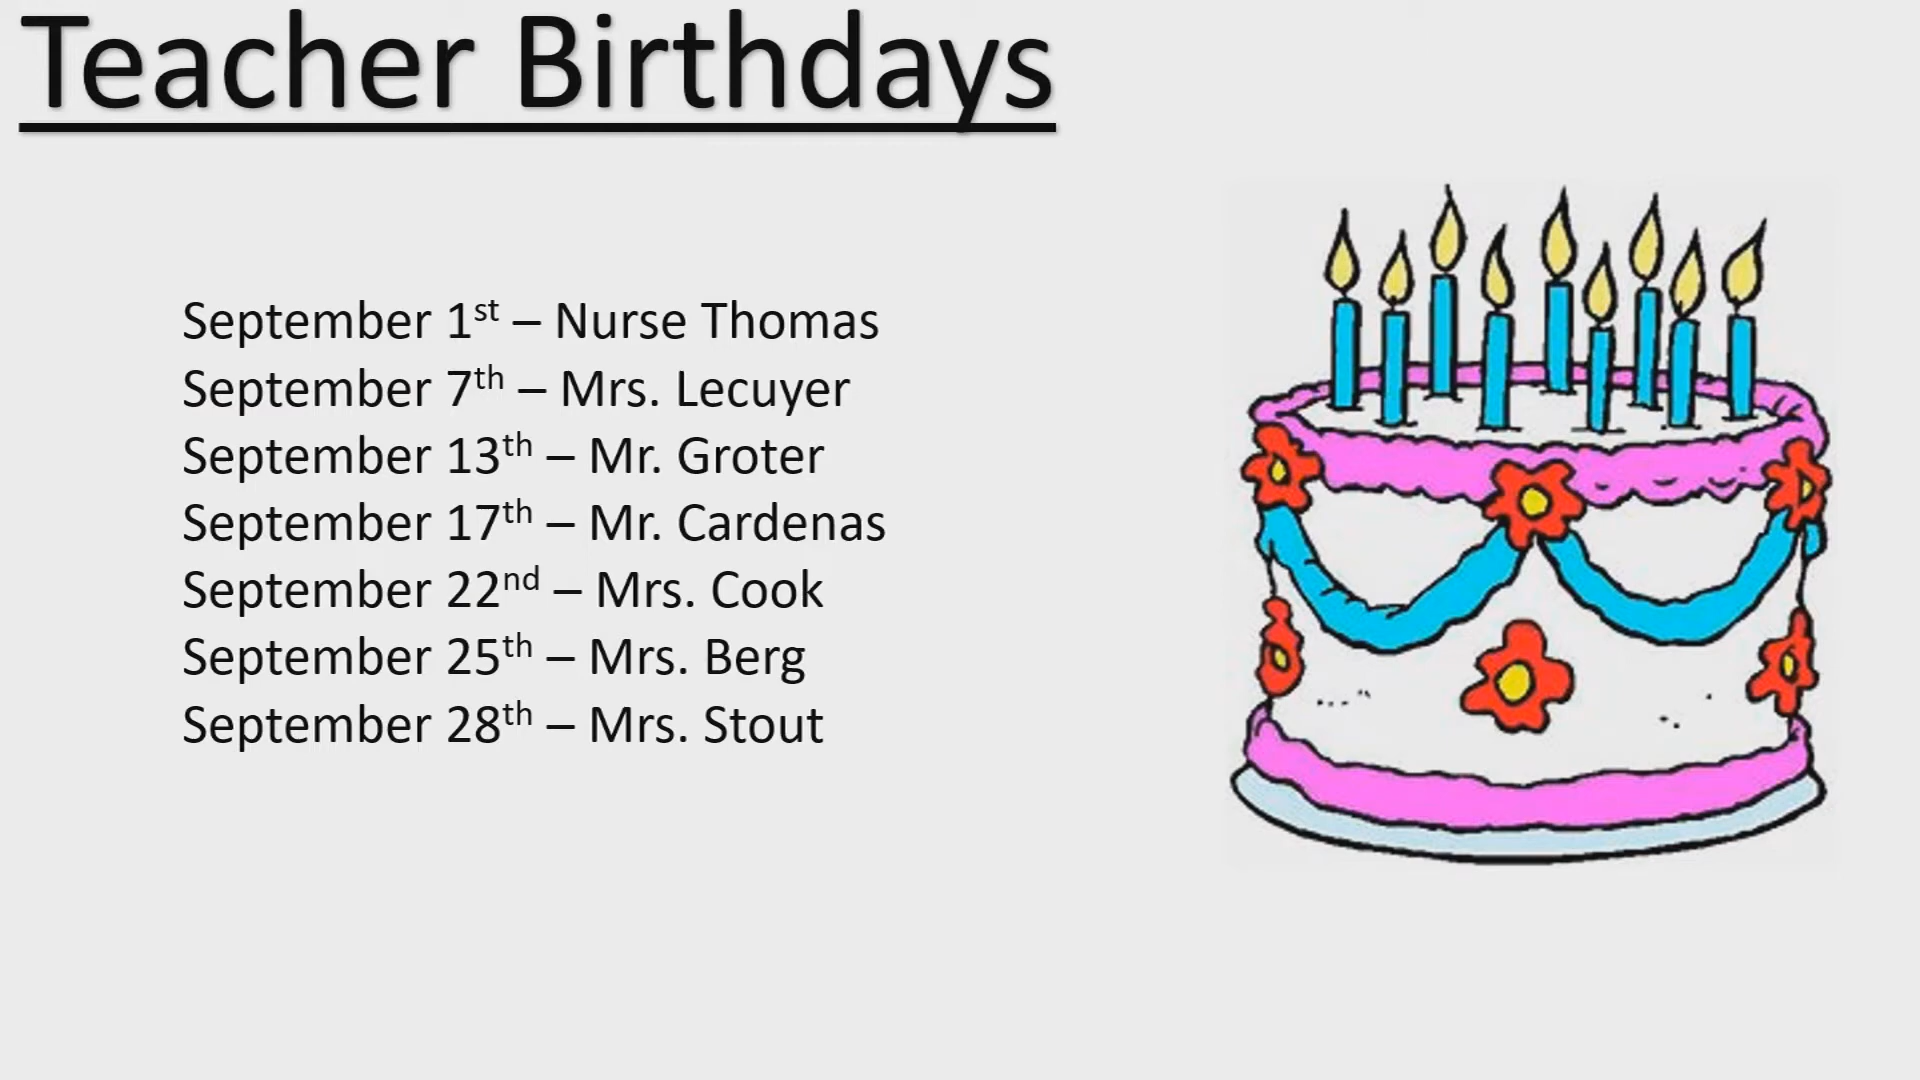 Teacher Birthdays
September 1st – Nurse Thomas
September 7th – Mrs. Lecuyer
September 13th – Mr. Groter
September 17th – Mr. Cardenas
September 22nd – Mrs. Cook
September 25th – Mrs. Berg
September 28th – Mrs. Stout